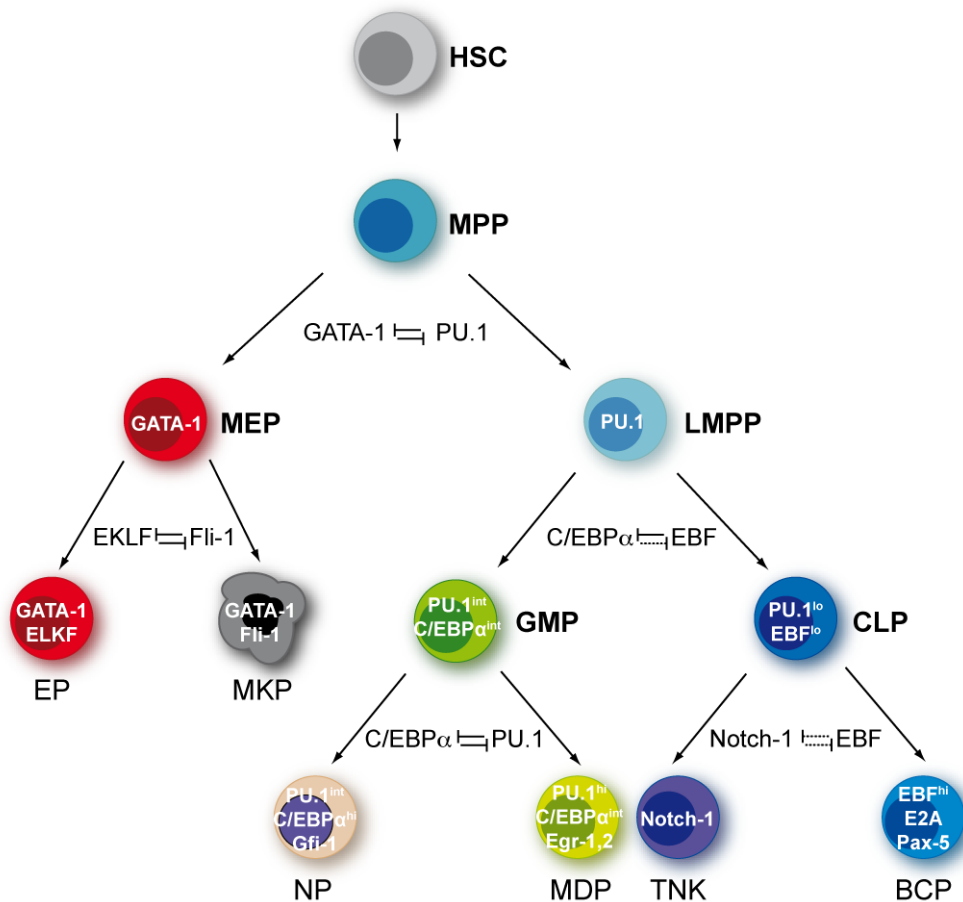 HSC
MPP
GATA-1 PU.1
GATA-1 MEP
PU.1 LMPP
EKLF Fli-1
C/EBPα EBF
GATA-1
ELKF
EP
GATA-1
Fli-1
MKP
PU.1int
C/EBPαint
GMP
PU.1lo
EBFlo
CLP
C/EBPα PU.1
Notch-1 EBF
PU.1int
C/EBPαhi
Gfi-1
NP
PU.1hi
C/EBPαint
Egr-1,2
MDP
Notch-1
TNK
EBFhi
E2A
Pax-5
BCP